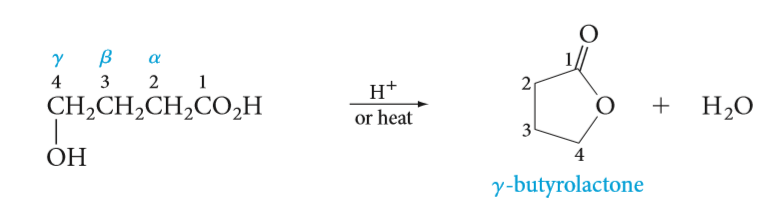 γ β α
4 3 2 1
CH₂CH₂CH₂CO₂H
OH
H⁺
or heat
O
1
2
O
3
4
+ H₂O
γ-butyrolactone